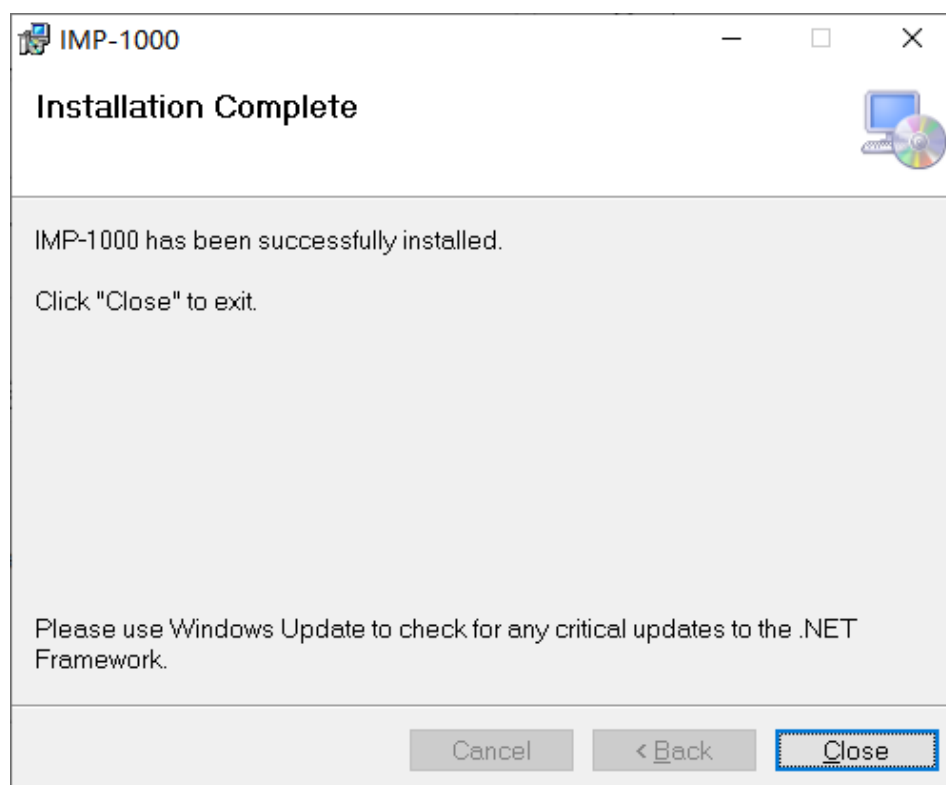 IMP-1000
Installation Complete
IMP-1000 has been successfully installed.
Click "Close" to exit.
Please use Windows Update to check for any critical updates to the .NET
Framework.
Cancel
< Back
Close